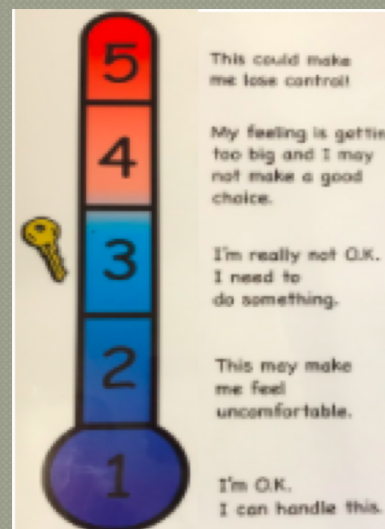 5
This could make
me lose control!
4
My feeling is gettin
too big and I may
not make a good
choice.
3
I'm really not O.K.
I need to
do something.
2
This may make
me feel
uncomfortable.
1
I'm O.K.
I can handle this.